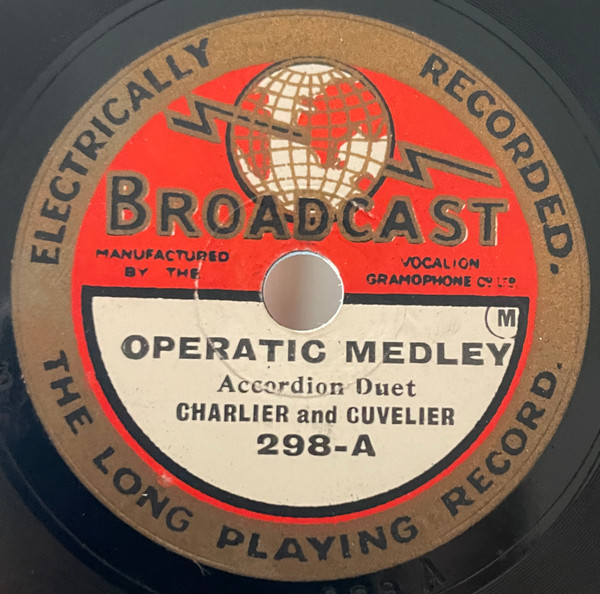 ELECTRICALLY RECORDED.
BROADCAST
MANUFACTURED
BY THE
VOCALION
GRAMOPHONE CO LTD
M
OPERATIC MEDLEY
Accordion Duet
CHARLIER and CUVELIER
298-A
THE LONG PLAYING RECORD.